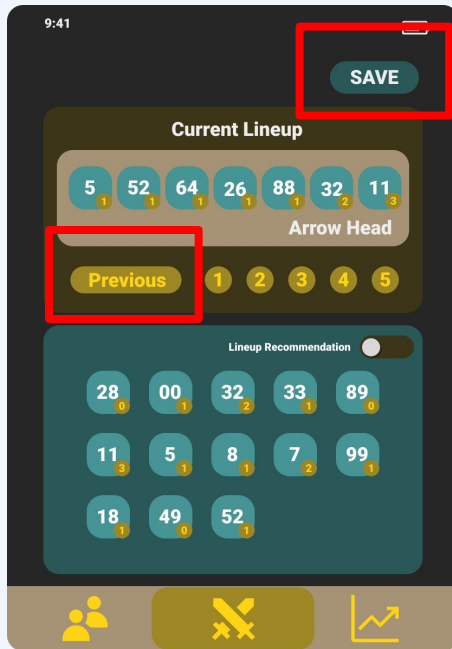 9:41
SAVE
Current Lineup
5 1 52 1 64 1 26 1 88 1 32 2 11 3
Arrow Head
Previous 1 2 3 4 5
Lineup Recommendation
28 0 00 1 32 2 33 1 89 0
11 3 5 1 8 1 7 2 99 1
18 1 49 0 52 1